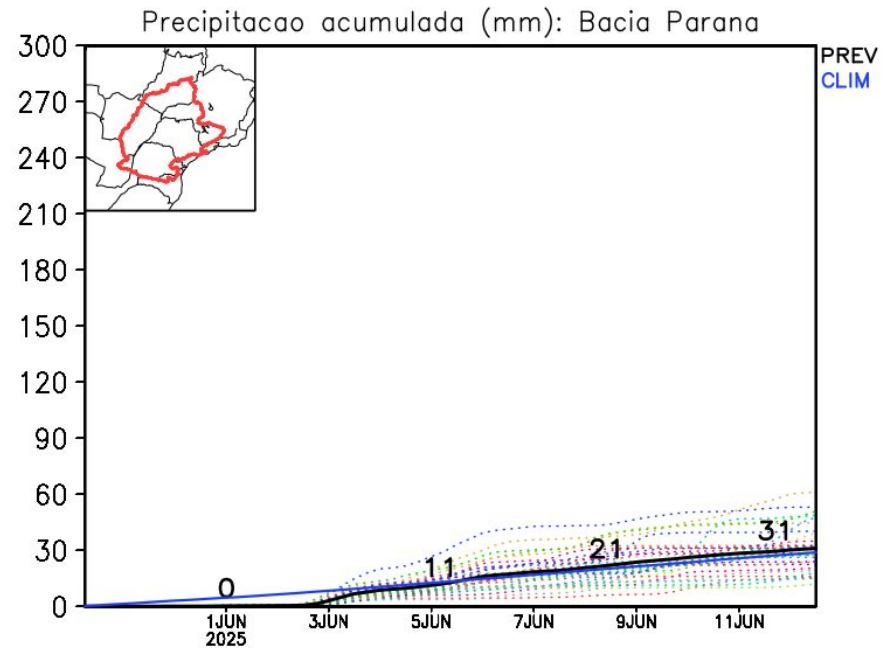 Precipitacao acumulada (mm): Bacia Parana
PREV
CLIM
300
270
240
210
180
150
120
90
60
30
0
0
11
21
31
1JUN
2025
3JUN
5JUN
7JUN
9JUN
11JUN